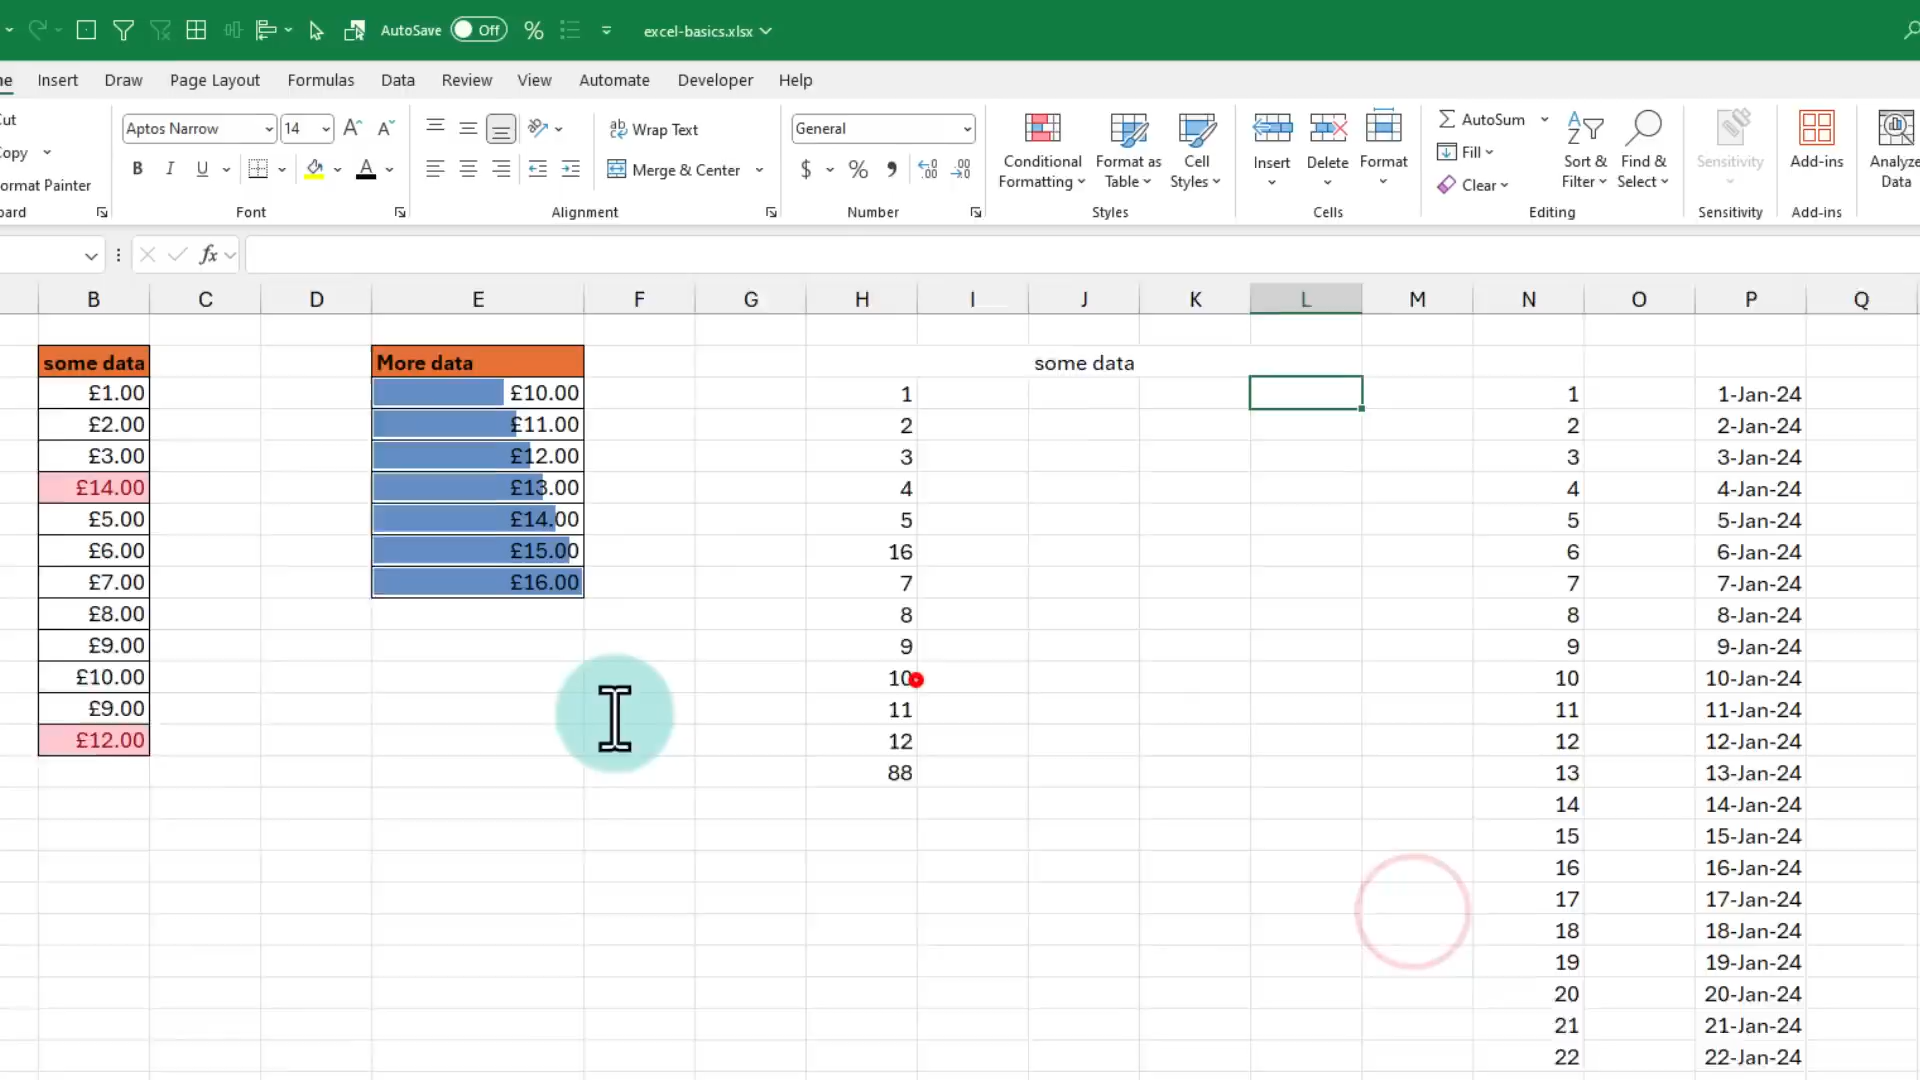 AutoSave Off excel-basics.xlsx
Insert Draw Page Layout Formulas Data Review View Automate Developer Help
Aptos Narrow 14 Wrap Text General AutoSum
Fill
Merge & Center
Conditional Formatting
Format as Table
Cell Styles
Insert Delete Format
Clear
Sort & Filter
Find & Select
Sensitivity
Add-ins
Analyze Data
ormat Painter
Font Alignment Number Styles Cells Editing Sensitivity Add-ins
fx
B C D E F G H I J K L M N O P Q
some data More data some data
£1.00 £10.00 1 1 1-Jan-24
£2.00 £11.00 2 2 2-Jan-24
£3.00 £12.00 3 3 3-Jan-24
£14.00 £13.00 4 4 4-Jan-24
£5.00 £14.00 5 5 5-Jan-24
£6.00 £15.00 16 6 6-Jan-24
£7.00 £16.00 7 7 7-Jan-24
£8.00 8 8 8-Jan-24
£9.00 9 9 9-Jan-24
£10.00 10 10 10-Jan-24
£9.00 11 11 11-Jan-24
£12.00 12 12 12-Jan-24
88 13 13-Jan-24
14 14-Jan-24
15 15-Jan-24
16 16-Jan-24
17 17-Jan-24
18 18-Jan-24
19 19-Jan-24
20 20-Jan-24
21 21-Jan-24
22 22-Jan-24